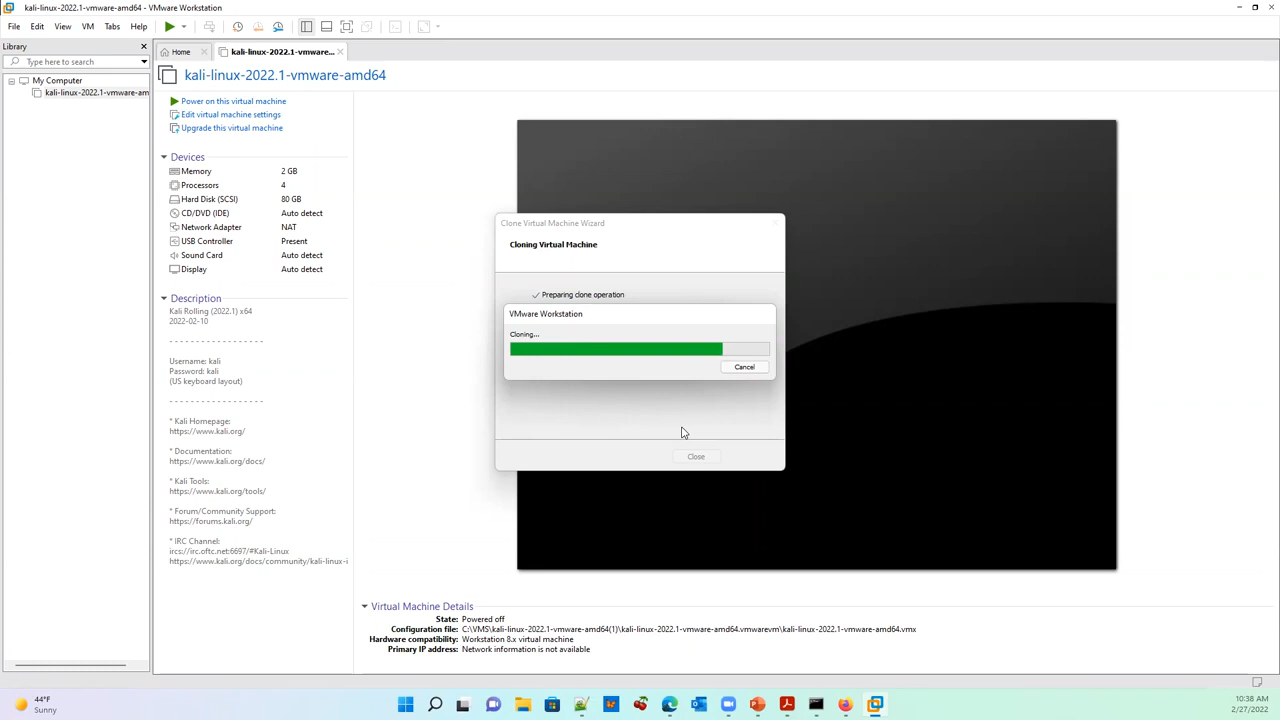 kali-linux-2022.1-vmware-amd64 - VMware Workstation
File Edit View VM Tabs Help
Library
Type here to search
My Computer
kali-linux-2022.1-vmware-am
Home
kali-linux-2022.1-vmware...
kali-linux-2022.1-vmware-amd64
Power on this virtual machine
Edit virtual machine settings
Upgrade this virtual machine
Devices
Memory 2 GB
Processors 4
Hard Disk (SCSI) 80 GB
CD/DVD (IDE) Auto detect
Network Adapter NAT
USB Controller Present
Sound Card Auto detect
Display Auto detect
Description
Kali Rolling (2022.1) x64
2022-02-10
- - - - - - - - - - - - - - - - - -
Username: kali
Password: kali
(US keyboard layout)
- - - - - - - - - - - - - - - - - -
* Kali Homepage:
https://www.kali.org/
* Documentation:
https://www.kali.org/docs/
* Kali Tools:
https://www.kali.org/tools/
* Forum/Community Support:
https://forums.kali.org/
* IRC Channel:
ircs://irc.oftc.net:6697/#Kali-Linux
https://www.kali.org/docs/community/kali-linux-i
Clone Virtual Machine Wizard
Cloning Virtual Machine
Preparing clone operation
VMware Workstation
Cloning...
Cancel
Close
Virtual Machine Details
State: Powered off
Configuration file: C:\VMS\kali-linux-2022.1-vmware-amd64(1)\kali-linux-2022.1-vmware-amd64.vmwarevm\kali-linux-2022.1-vmware-amd64.vmx
Hardware compatibility: Workstation 8.x virtual machine
Primary IP address: Network information is not available
44°F
Sunny
10:38 AM
2/27/2022